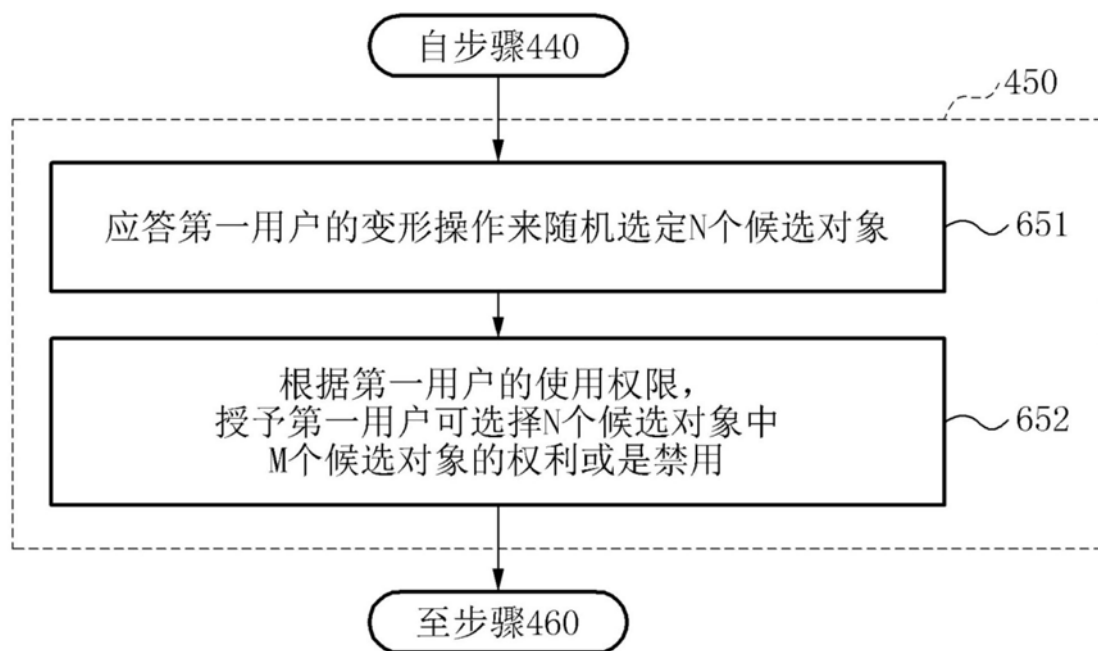 自步骤440
450
应答第一用户的变形操作来随机选定N个候选对象
651
根据第一用户的使用权限，
授予第一用户可选择N个候选对象中
M个候选对象的权利或是禁用
652
至步骤460